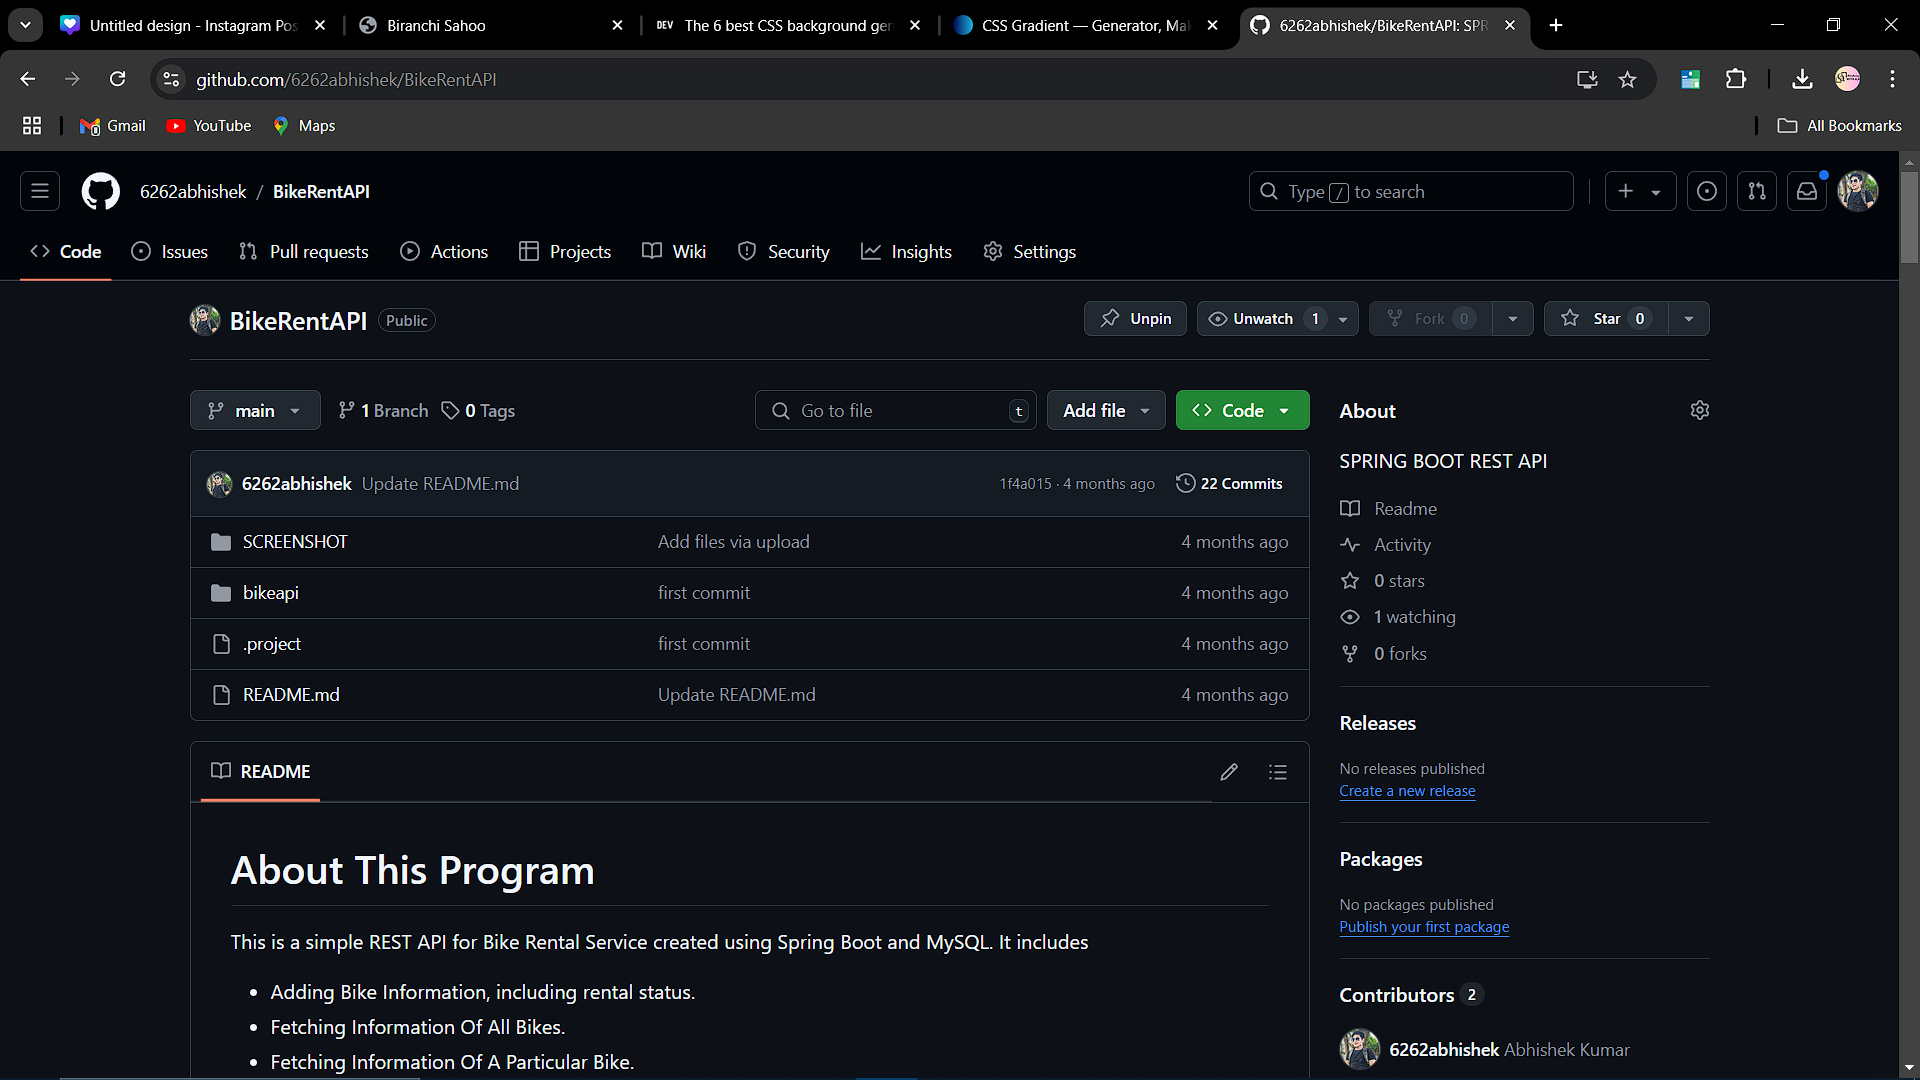 Untitled design - Instagram Pos
Biranchi Sahoo
DEV The 6 best CSS background gen
CSS Gradient — Generator, Mak
6262abhishek/BikeRentAPI: SPR
github.com/6262abhishek/BikeRentAPI
Gmail YouTube Maps All Bookmarks
6262abhishek / BikeRentAPI
Type / to search
Code Issues Pull requests Actions Projects Wiki Security Insights Settings
BikeRentAPI Public
Unpin Unwatch 1 Fork 0 Star 0
main 1 Branch 0 Tags
Go to file t
Add file Code
6262abhishek Update README.md 1f4a015 · 4 months ago 22 Commits
SCREENSHOT Add files via upload 4 months ago
bikeapi first commit 4 months ago
.project first commit 4 months ago
README.md Update README.md 4 months ago
README
About This Program
This is a simple REST API for Bike Rental Service created using Spring Boot and MySQL. It includes
• Adding Bike Information, including rental status.
• Fetching Information Of All Bikes.
• Fetching Information Of A Particular Bike.
About
SPRING BOOT REST API
Readme
Activity
0 stars
1 watching
0 forks
Releases
No releases published
Create a new release
Packages
No packages published
Publish your first package
Contributors 2
6262abhishek Abhishek Kumar